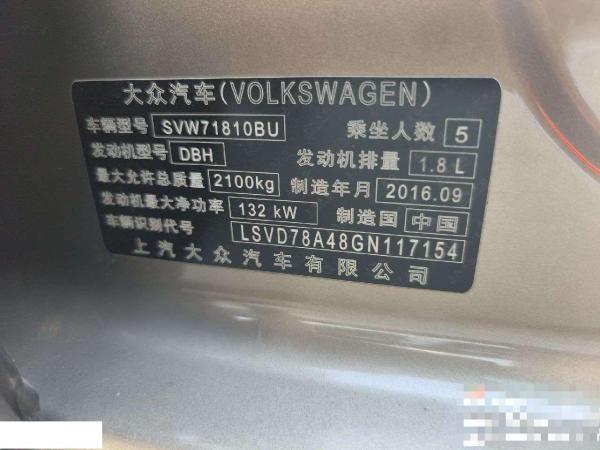 大众汽车(VOLKSWAGEN)
车辆型号 SVW71810BU 乘坐人数 5
发动机型号 DBH 发动机排量 1.8 L
最大允许总质量 2100kg 制造年月 2016.09
发动机最大净功率 132 kW 制造国 中国
车辆识别代号 LSVD78A48GN117154
上汽大众汽车有限公司